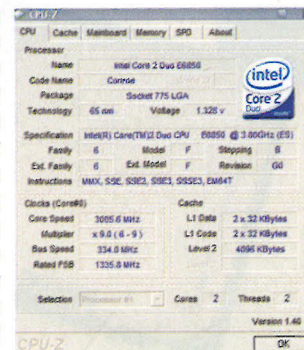 CPU-Z
CPU Cache Mainboard Memory SPD About
Processor
Name Intel Core 2 Duo E6850
Code Name Conroe
Package Socket 775 LGA
Technology 65 nm Voltage 1.325 v
intel
Core 2
Duo
Specification Intel(R) Core(TM)2 Duo CPU E6850 @ 3.00GHz (ES)
Family 6 Model F Stepping B
Ext. Family 6 Ext. Model F Revision G0
Instructions MMX, SSE, SSE2, SSE3, SSSE3, EM64T
Clocks (Core#0) Cache
Core Speed 3005.6 MHz L1 Data 2 x 32 KBytes
Multiplier x 9.0 (6 - 9) L1 Code 2 x 32 KBytes
Bus Speed 334.0 MHz Level 2 4096 KBytes
Rated FSB 1335.8 MHz
Selection Processor #1 Cores 2 Threads 2
Version 1.40
CPU-Z OK